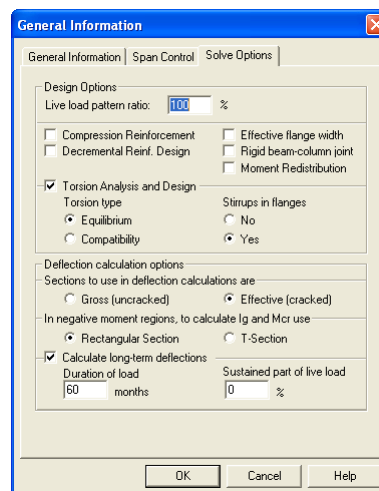 General Information
General Information Span Control Solve Options
Design Options
Live load pattern ratio: 100 %
Compression Reinforcement Effective flange width
Decremental Reinf. Design Rigid beam-column joint
Moment Redistribution
Torsion Analysis and Design
Torsion type Stirrups in flanges
Equilibrium No
Compatibility Yes
Deflection calculation options
Sections to use in deflection calculations are
Gross (uncracked) Effective (cracked)
In negative moment regions, to calculate Ig and Mcr use
Rectangular Section T-Section
Calculate long-term deflections
Duration of load Sustained part of live load
60 months 0 %
OK Cancel Help